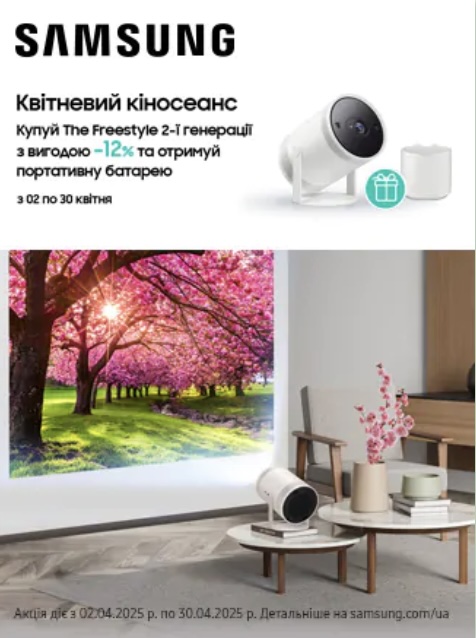 SAMSUNG
Квітневий кіносеанс
Купуй The Freestyle 2-ї генерації
з вигодою -12% та отримуй
портативну батарею
з 02 по 30 квітня
Акція діє з 02.04.2025 р. по 30.04.2025 р. Детальніше на samsung.com/ua